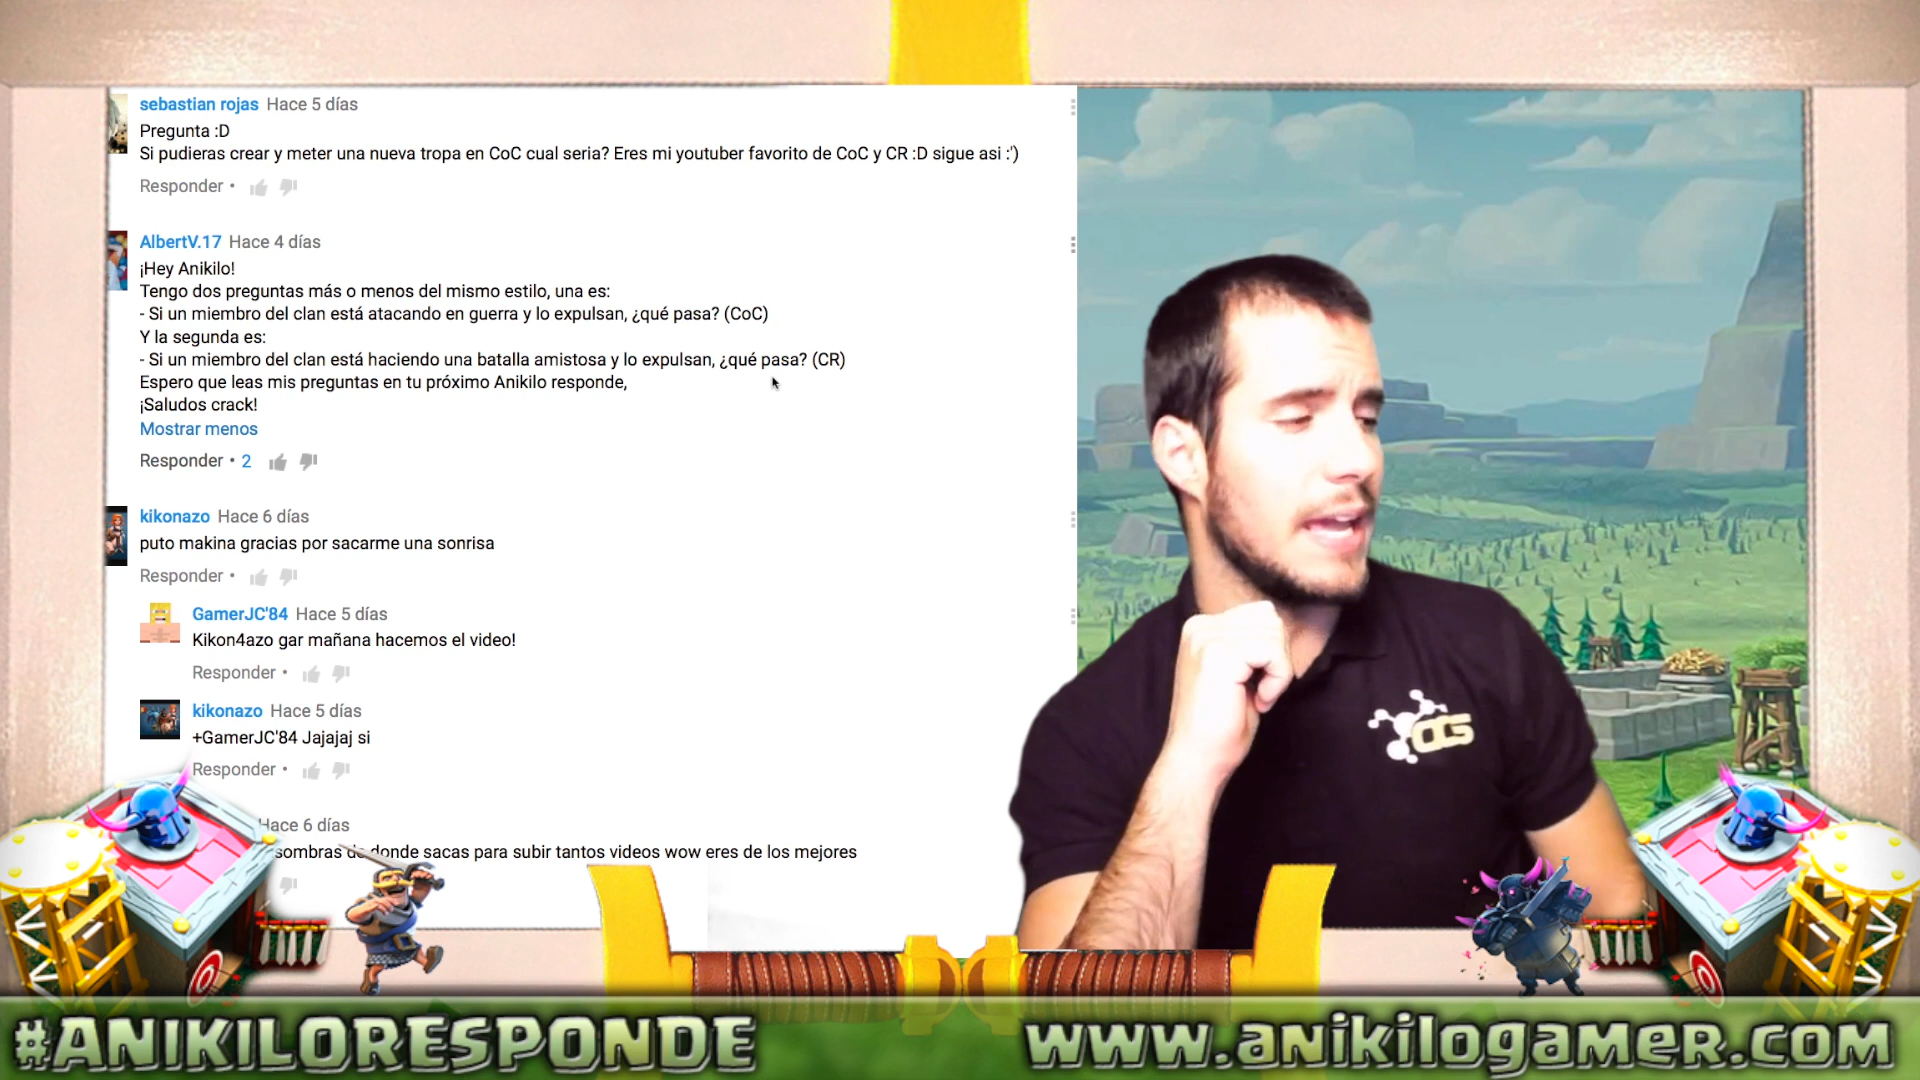 sebastian rojas Hace 5 días
Pregunta :D
Si pudieras crear y meter una nueva tropa en CoC cual seria? Eres mi youtuber favorito de CoC y CR :D sigue asi :')
Responder •
AlbertV.17 Hace 4 días
¡Hey Anikilo!
Tengo dos preguntas más o menos del mismo estilo, una es:
- Si un miembro del clan está atacando en guerra y lo expulsan, ¿qué pasa? (CoC)
Y la segunda es:
- Si un miembro del clan está haciendo una batalla amistosa y lo expulsan, ¿qué pasa? (CR)
Espero que leas mis preguntas en tu próximo Anikilo responde,
¡Saludos crack!
Mostrar menos
Responder • 2
kikonazo Hace 6 días
puto makina gracias por sacarme una sonrisa
Responder •
GamerJC'84 Hace 5 días
Kikon4azo gar mañana hacemos el video!
Responder •
kikonazo Hace 5 días
+GamerJC'84 Jajajaj si
Responder •
Hace 6 días
sombras de donde sacas para subir tantos videos wow eres de los mejores
#ANIKILORESPONDE
www.anikilogamer.com